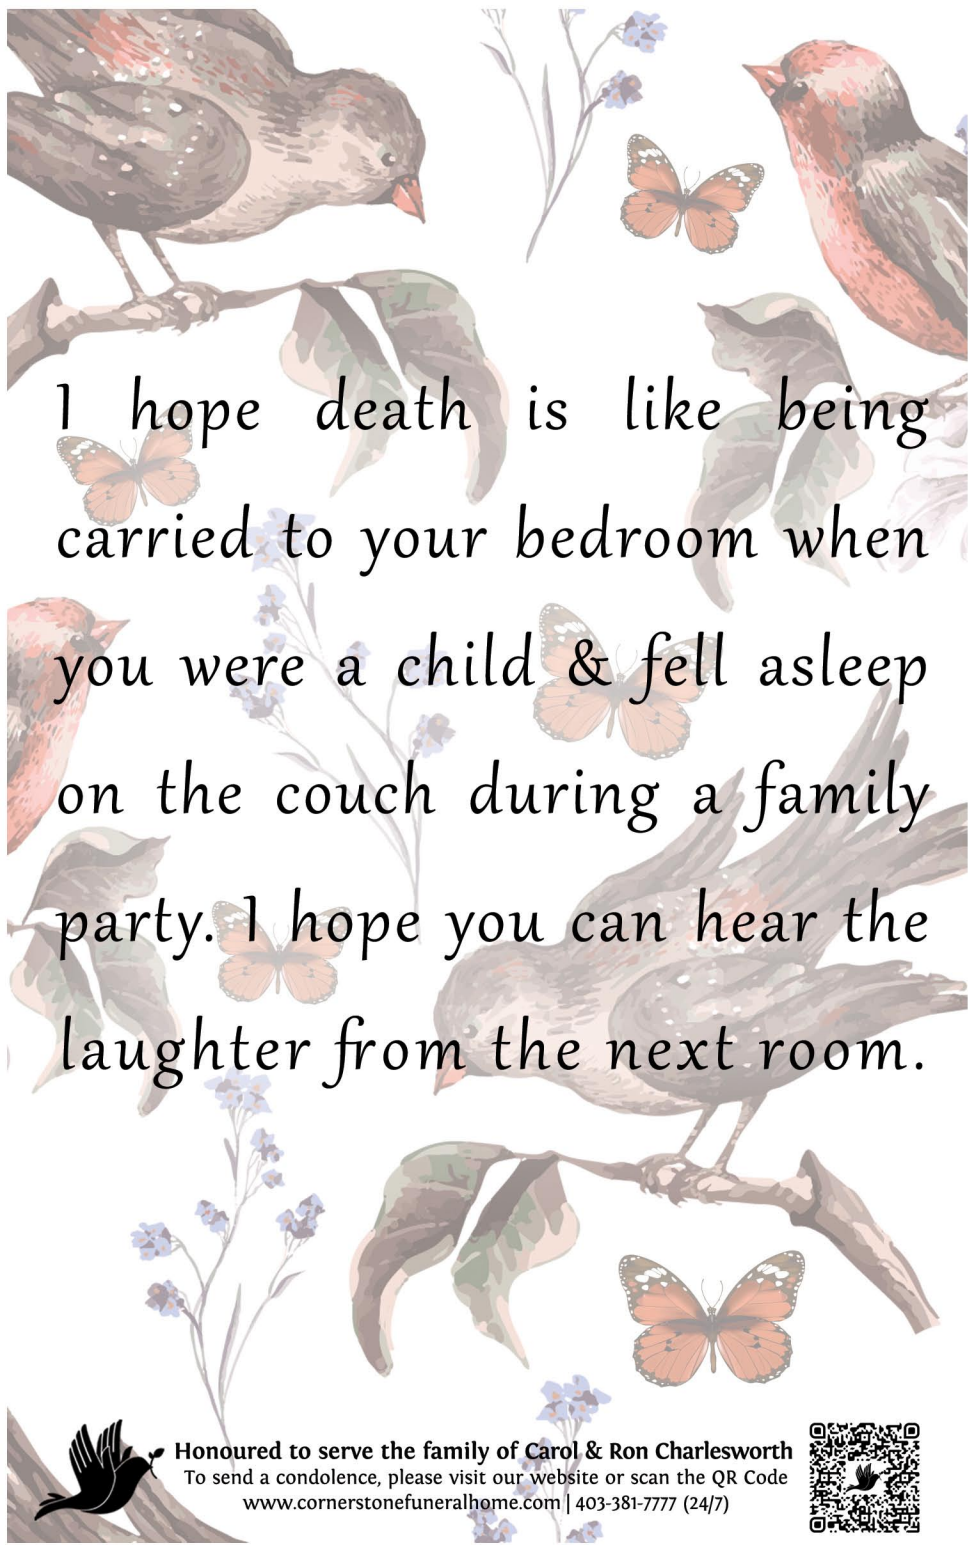 I hope death is like being
carried to your bedroom when
you were a child & fell asleep
on the couch during a family
party. I hope you can hear the
laughter from the next room.
Honoured to serve the family of Carol & Ron Charlesworth
To send a condolence, please visit our website or scan the QR Code
www.cornerstonefuneralhome.com | 403-381-7777 (24/7)